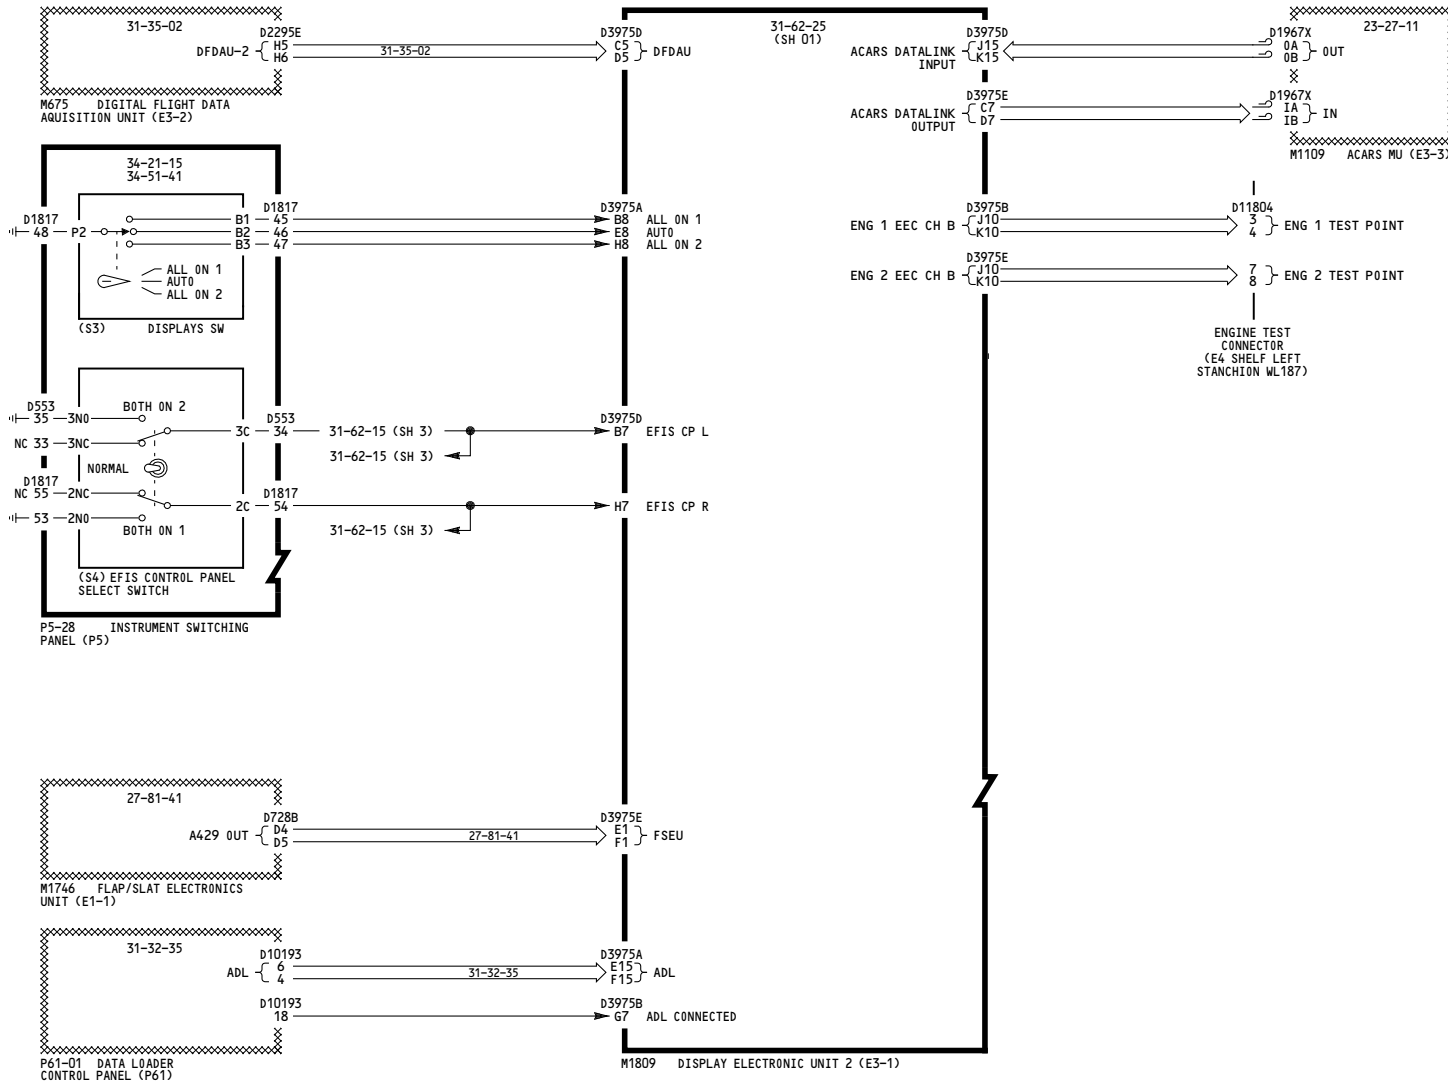 31-35-02
D2295E
DFDAU-2
H5
H6
31-35-02
D3975D
C5
D5
DFDAU
M675 DIGITAL FLIGHT DATA
AQUISITION UNIT (E3-2)
31-62-25
(SH 01)
D3975D
ACARS DATALINK
INPUT
J15
K15
D1967X
0A
0B
OUT
23-27-11
D3975E
ACARS DATALINK
OUTPUT
C7
D7
D1967X
IA
IB
IN
M1109 ACARS MU (E3-3)
34-21-15
34-51-41
D1817
48
P2
B1
B2
B3
D1817
45
46
47
D3975A
B8 ALL ON 1
E8 AUTO
H8 ALL ON 2
ALL ON 1
AUTO
ALL ON 2
(S3) DISPLAYS SW
D3975B
ENG 1 EEC CH B
J10
K10
D11804
3
4
ENG 1 TEST POINT
D3975E
ENG 2 EEC CH B
J10
K10
7
8
ENG 2 TEST POINT
ENGINE TEST
CONNECTOR
(E4 SHELF LEFT
STANCHION WL187)
D553
35 3NO
BOTH ON 2
NC 33 3NC
3C
D553
34
31-62-15 (SH 3)
31-62-15 (SH 3)
D3975D
B7 EFIS CP L
NORMAL
D1817
NC 55 2NC
53 2NO
BOTH ON 1
2C
D1817
54
31-62-15 (SH 3)
H7 EFIS CP R
(S4) EFIS CONTROL PANEL
SELECT SWITCH
P5-28 INSTRUMENT SWITCHING
PANEL (P5)
27-81-41
D728B
A429 OUT
D4
D5
27-81-41
D3975E
E1
F1
FSEU
M1746 FLAP/SLAT ELECTRONICS
UNIT (E1-1)
31-32-35
D10193
ADL
6
4
31-32-35
D3975A
E15
F15
ADL
D10193
18
D3975B
G7 ADL CONNECTED
P61-01 DATA LOADER
CONTROL PANEL (P61)
M1809 DISPLAY ELECTRONIC UNIT 2 (E3-1)